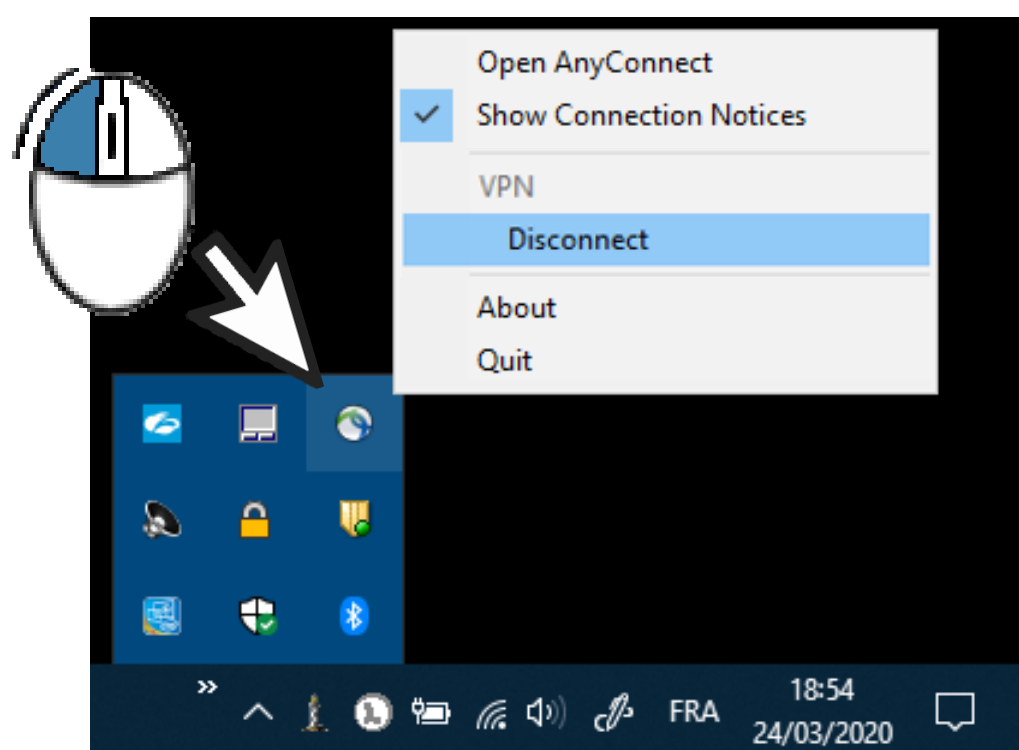 Open AnyConnect
Show Connection Notices
VPN
Disconnect
About
Quit
FRA
18:54
24/03/2020